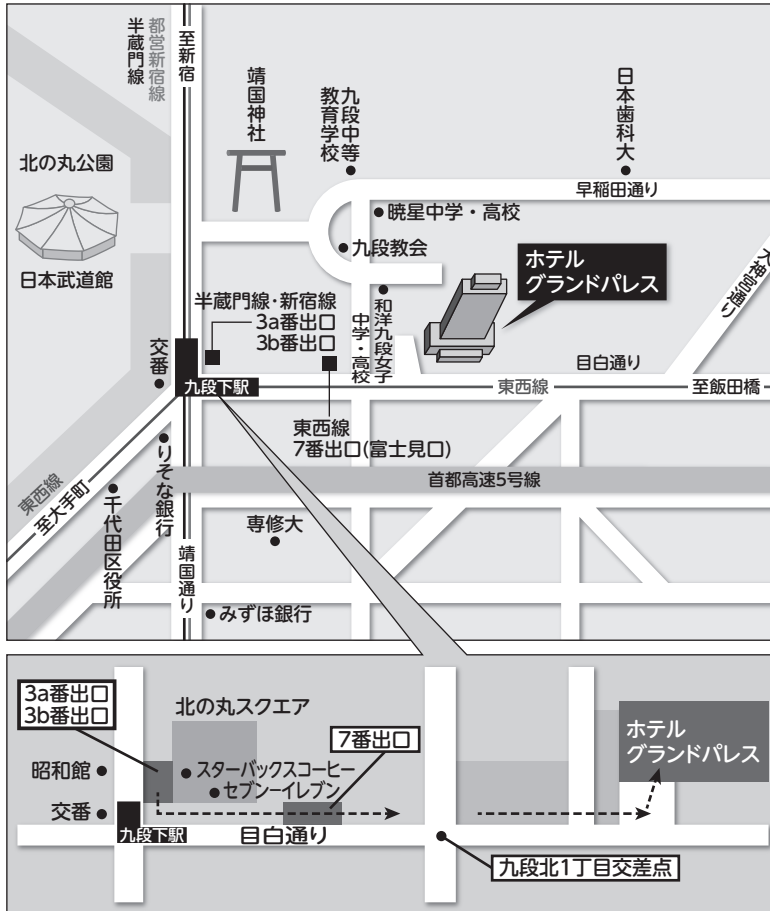 都営新宿線
半蔵門線
至新宿
靖国神社
九段中等
教育学校
日本歯科大
北の丸公園
早稲田通り
暁星中学・高校
九段教会
日本武道館
ホテル
グランドパレス
大神宮通り
半蔵門線・新宿線
3a番出口
3b番出口
和洋九段女子
中学・高校
交番
目白通り
九段下駅
東西線
至飯田橋
東西線
7番出口(富士見口)
りそな銀行
首都高速5号線
東西線
至大手町
千代田区役所
専修大
靖国通り
みずほ銀行
3a番出口
3b番出口
北の丸スクエア
7番出口
ホテル
グランドパレス
昭和館
スターバックスコーヒー
セブン-イレブン
交番
九段下駅
目白通り
九段北1丁目交差点